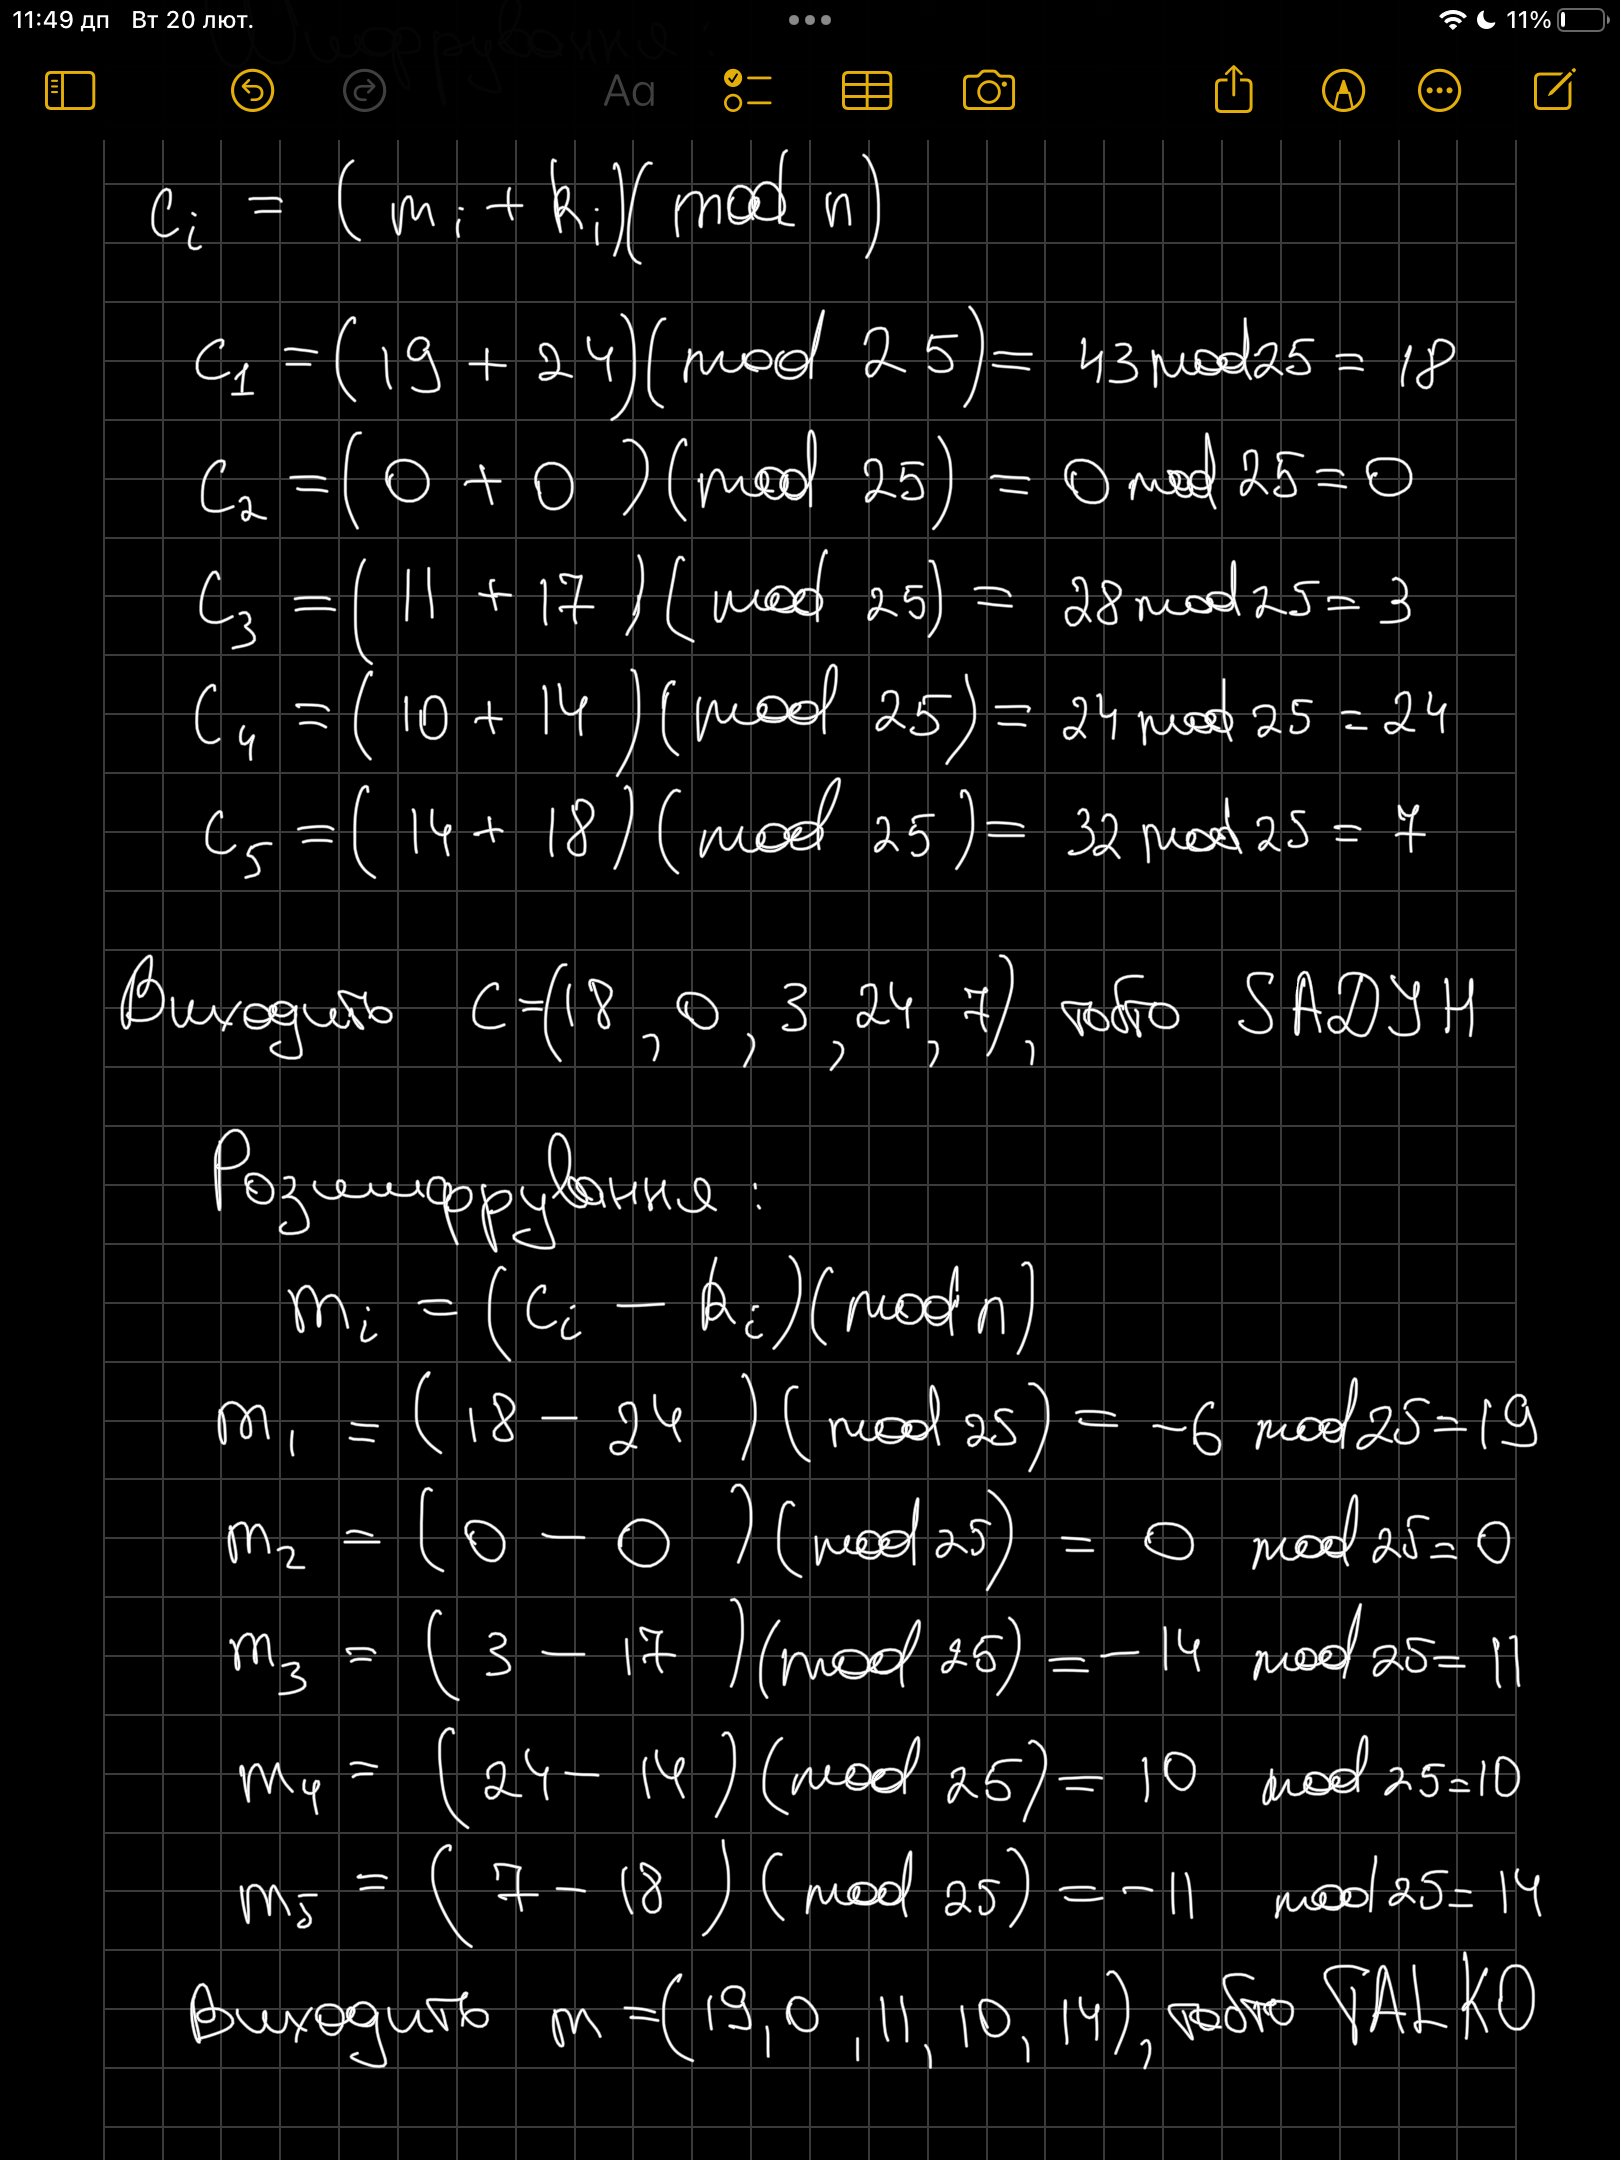 11:49 дп Вт 20 лют. 11%
Шифрування:
Aa
c_i = (m_i + k_i)(mod n)
c_1 = (19 + 24)(mod 25) = 43 mod 25 = 18
c_2 = (0 + 0)(mod 25) = 0 mod 25 = 0
c_3 = (11 + 17)(mod 25) = 28 mod 25 = 3
c_4 = (10 + 14)(mod 25) = 24 mod 25 = 24
c_5 = (14 + 18)(mod 25) = 32 mod 25 = 7
Виходить C=(18, 0, 3, 24, 7), тобто SADYH
Розшифрування:
m_i = (c_i - k_i)(mod n)
m_1 = (18 - 24)(mod 25) = -6 mod 25 = 19
m_2 = (0 - 0)(mod 25) = 0 mod 25 = 0
m_3 = (3 - 17)(mod 25) = -14 mod 25 = 11
m_4 = (24 - 14)(mod 25) = 10 mod 25 = 10
m_5 = (7 - 18)(mod 25) = -11 mod 25 = 14
Виходить m = (19, 0, 11, 10, 14), тобто TALKO